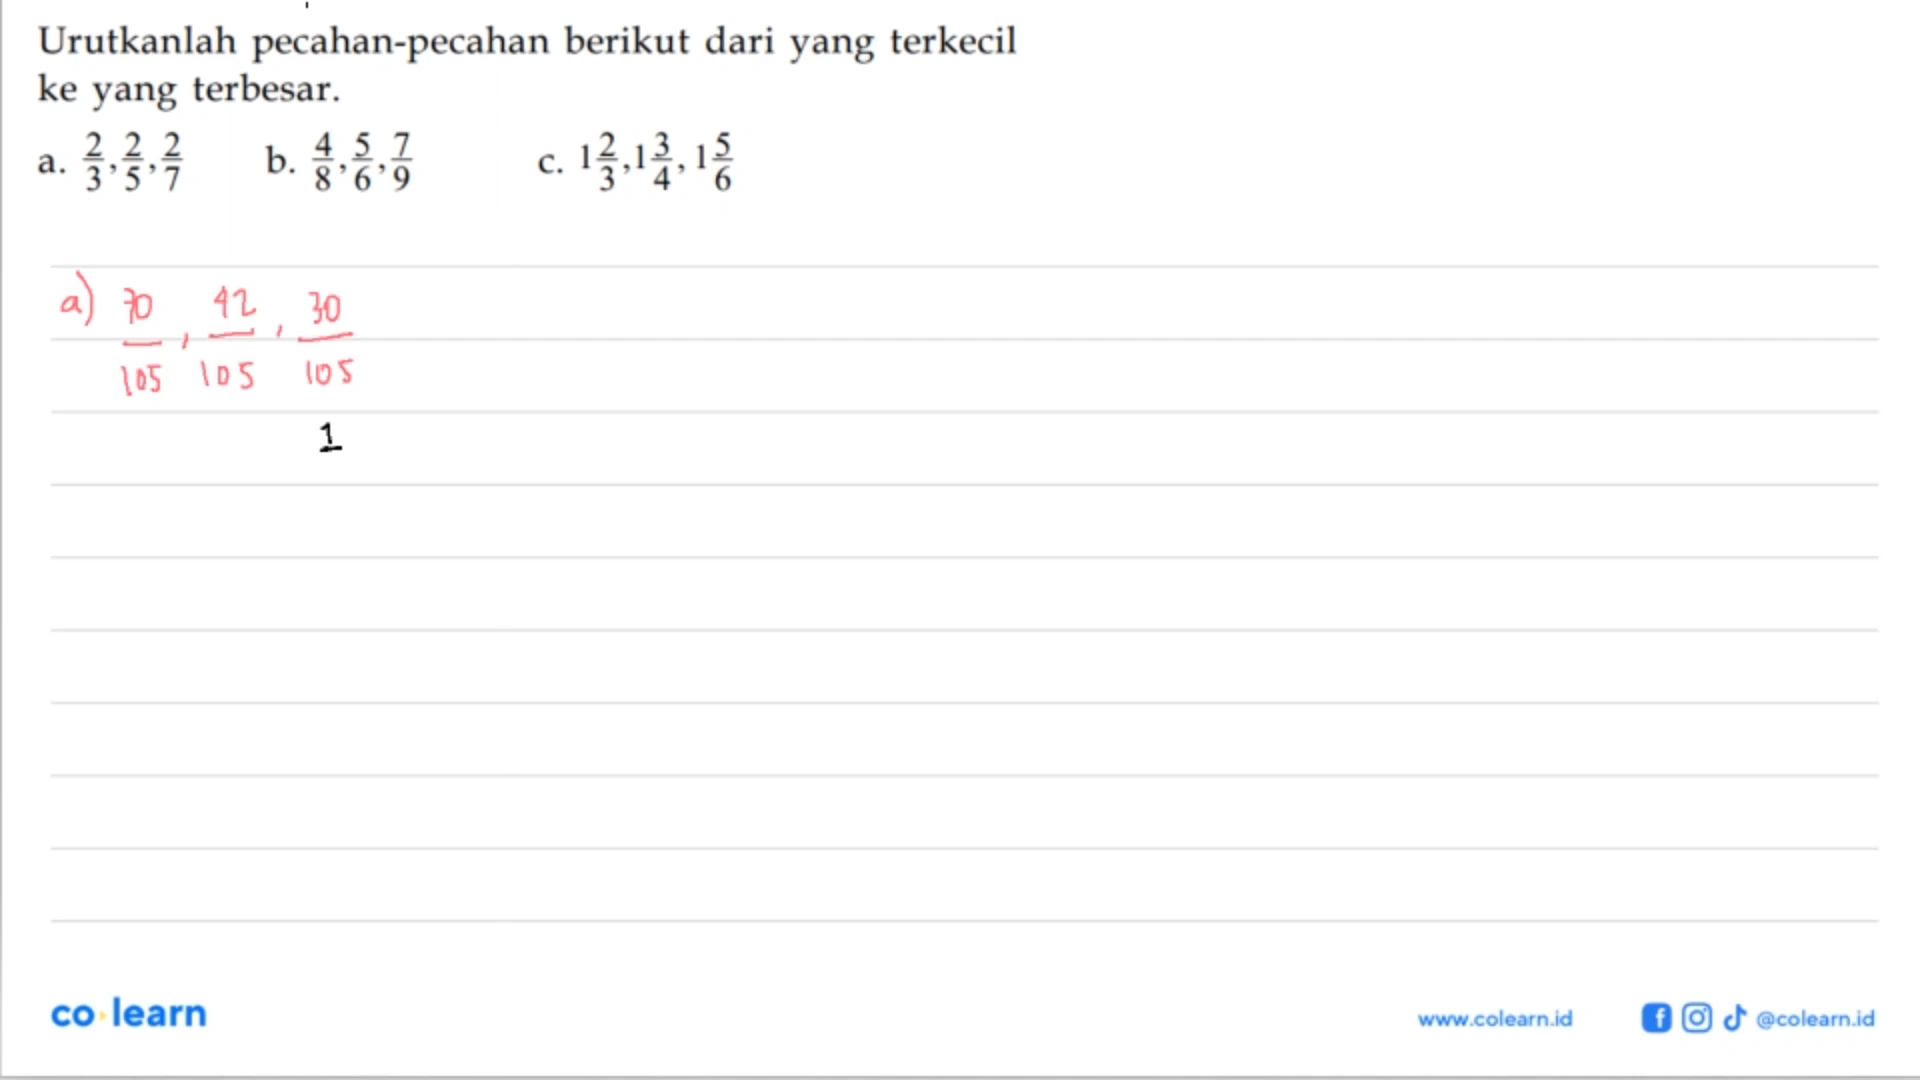 Urutkanlah pecahan-pecahan berikut dari yang terkecil
ke yang terbesar.
a. 2/3, 2/5, 2/7 b. 4/8, 5/6, 7/9 c. 1 2/3, 1 3/4, 1 5/6
a) 70/105, 42/105, 30/105
1
co learn
www.colearn.id @colearn.id